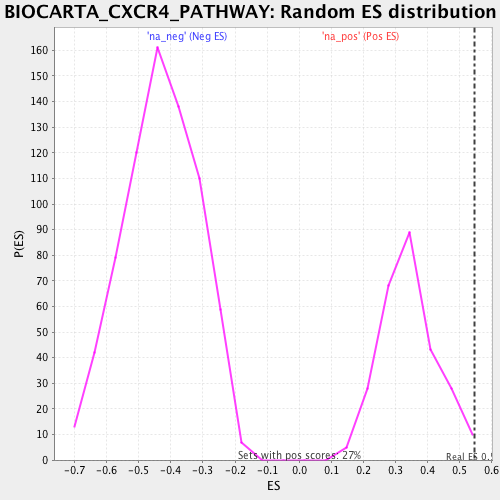 BIOCARTA_CXCR4_PATHWAY: Random ES distribution
'na_neg' (Neg ES)
'na_pos' (Pos ES)
160
150
140
130
120
110
100
90
80
70
60
50
40
30
20
10
0
P(ES)
Sets with pos scores: 27%
Real ES 0.
-0.7 -0.6 -0.5 -0.4 -0.3 -0.2 -0.1 0.0 0.1 0.2 0.3 0.4 0.5 0.6
ES